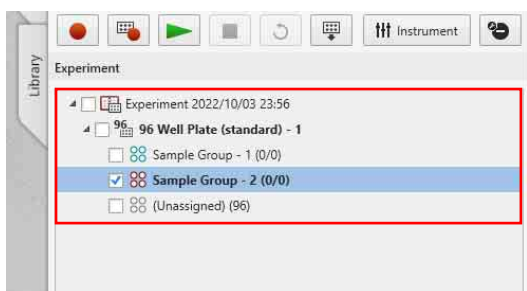 Library
Instrument
Experiment
Experiment 2022/10/03 23:56
96 96 Well Plate (standard) - 1
Sample Group - 1 (0/0)
Sample Group - 2 (0/0)
(Unassigned) (96)